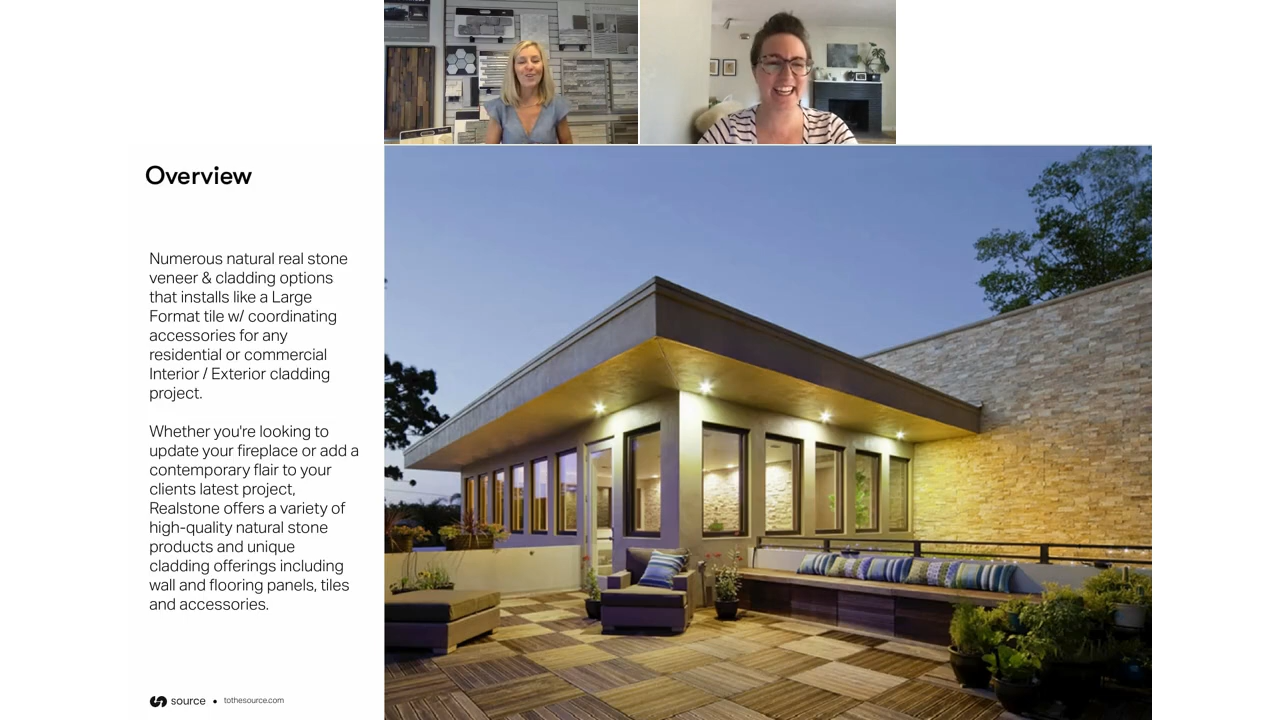 Overview
Numerous natural real stone
veneer & cladding options
that installs like a Large
Format tile w/ coordinating
accessories for any
residential or commercial
Interior / Exterior cladding
project.
Whether you're looking to
update your fireplace or add a
contemporary flair to your
clients latest project,
Realstone offers a variety of
high-quality natural stone
products and unique
cladding offerings including
wall and flooring panels, tiles
and accessories.
source • tothesource.com